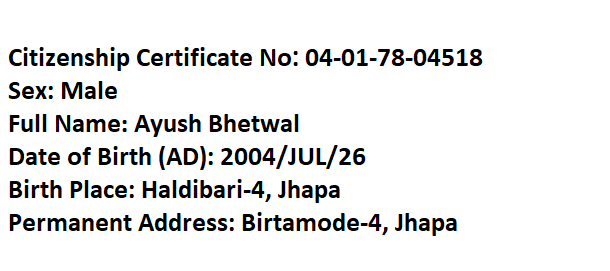 Citizenship Certificate No: 04-01-78-04518
Sex: Male
Full Name: Ayush Bhetwal
Date of Birth (AD): 2004/JUL/26
Birth Place: Haldibari-4, Jhapa
Permanent Address: Birtamode-4, Jhapa